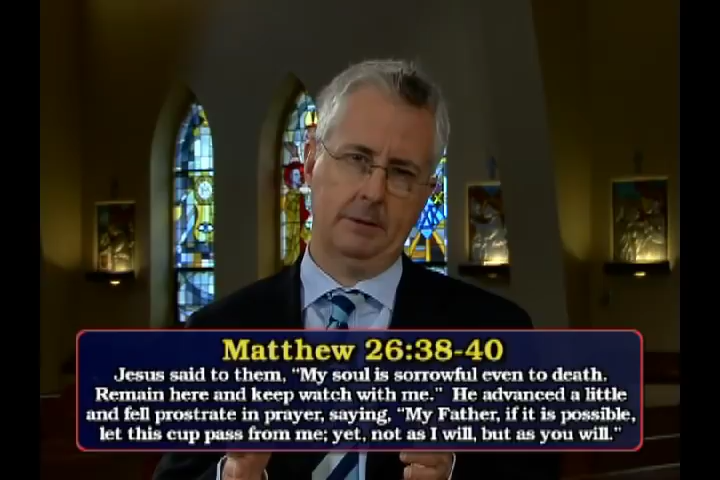 Matthew 26:38-40
Jesus said to them, "My soul is sorrowful even to death.
Remain here and keep watch with me."  He advanced a little
and fell prostrate in prayer, saying, "My Father, if it is possible,
let this cup pass from me; yet, not as I will, but as you will."